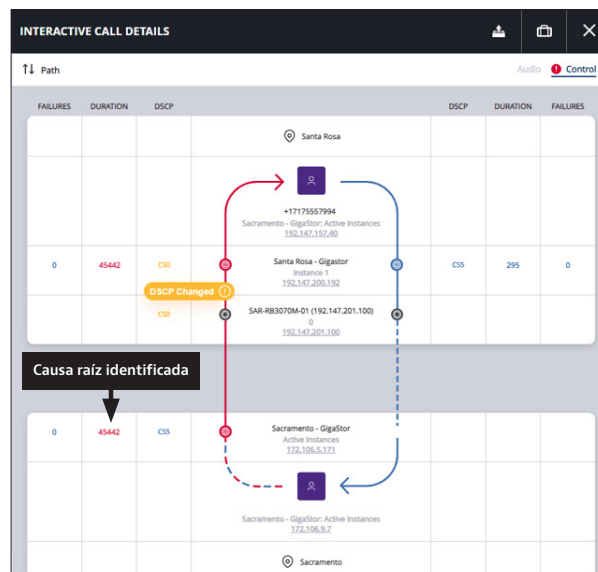 INTERACTIVE CALL DETAILS
Path
Audio ! Control
FAILURES DURATION DSCP DSCP DURATION FAILURES
Santa Rosa
+17175557994
Sacramento - GigaStor: Active Instances
192.147.157.40
0 45442 CS0 Santa Rosa - Gigastor CS5 295 0
Instance 1
192.147.200.192
DSCP Changed !
CS0 SAR-RB3070M-01 (192.147.201.100)
0
192.147.201.100
Causa raíz identificada
0 45442 CS5 Sacramento - GigaStor
Active Instances
172.106.5.171
Sacramento - GigaStor: Active Instances
172.106.9.7
Sacramento